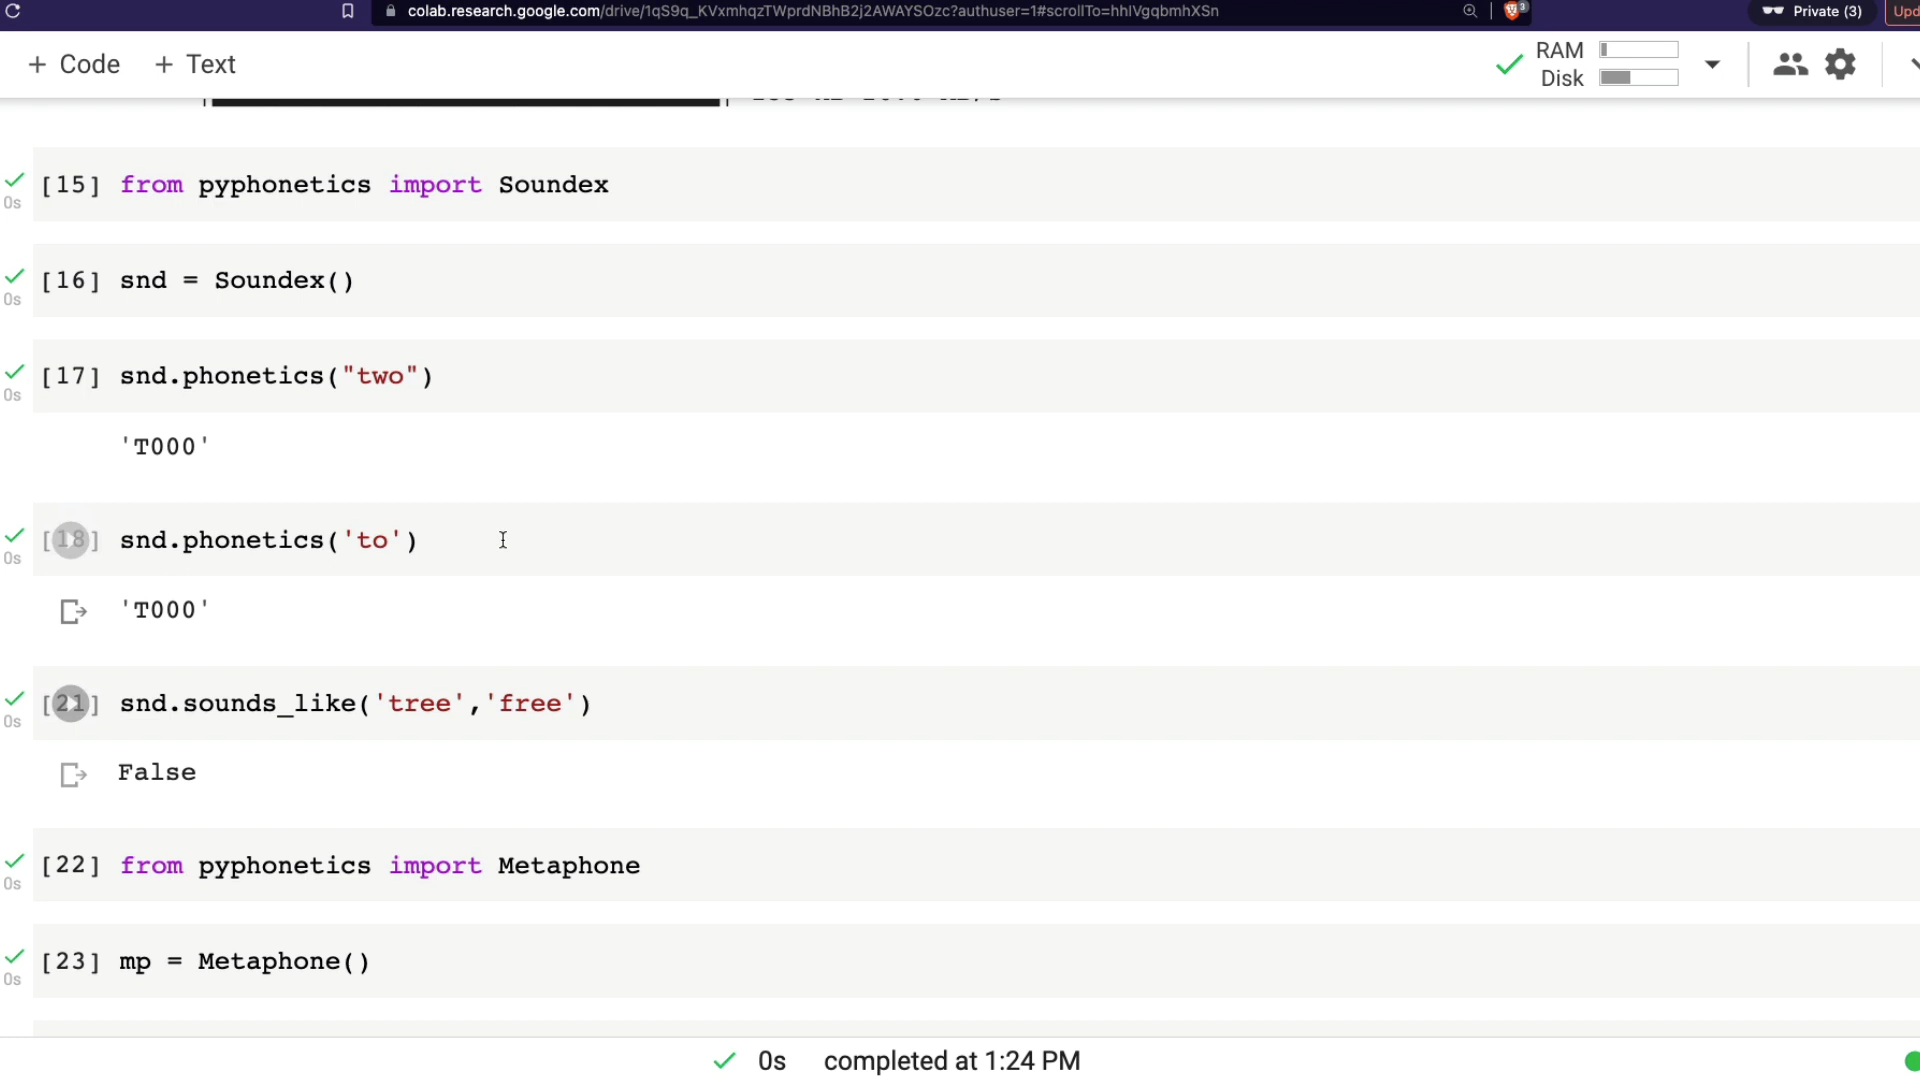 colab.research.google.com/drive/1qS9q_KVxmhqzTWprdNBhB2j2AWAYSOzc?authuser=1#scrollTo=hhIVgqbmhXSn
3
Private (3)
Upd
+ Code + Text
RAM
Disk
0s [15] from pyphonetics import Soundex
0s [16] snd = Soundex()
0s [17] snd.phonetics("two")
'T000'
0s [18] snd.phonetics('to')
'T000'
0s [21] snd.sounds_like('tree','free')
False
0s [22] from pyphonetics import Metaphone
0s [23] mp = Metaphone()
0s completed at 1:24 PM